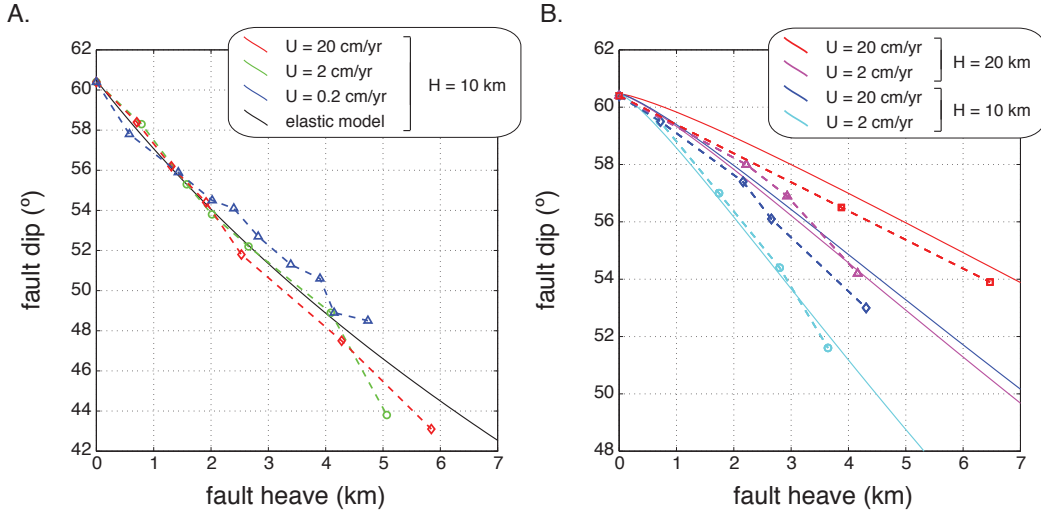 A.
U = 20 cm/yr
U = 2 cm/yr
U = 0.2 cm/yr
elastic model
H = 10 km
62
60
58
56
54
52
50
48
46
44
42
0
1
2
3
4
5
6
7
fault dip (º)
fault heave (km)
B.
U = 20 cm/yr
U = 2 cm/yr
H = 20 km
U = 20 cm/yr
U = 2 cm/yr
H = 10 km
62
60
58
56
54
52
50
48
0
1
2
3
4
5
6
7
fault dip (º)
fault heave (km)